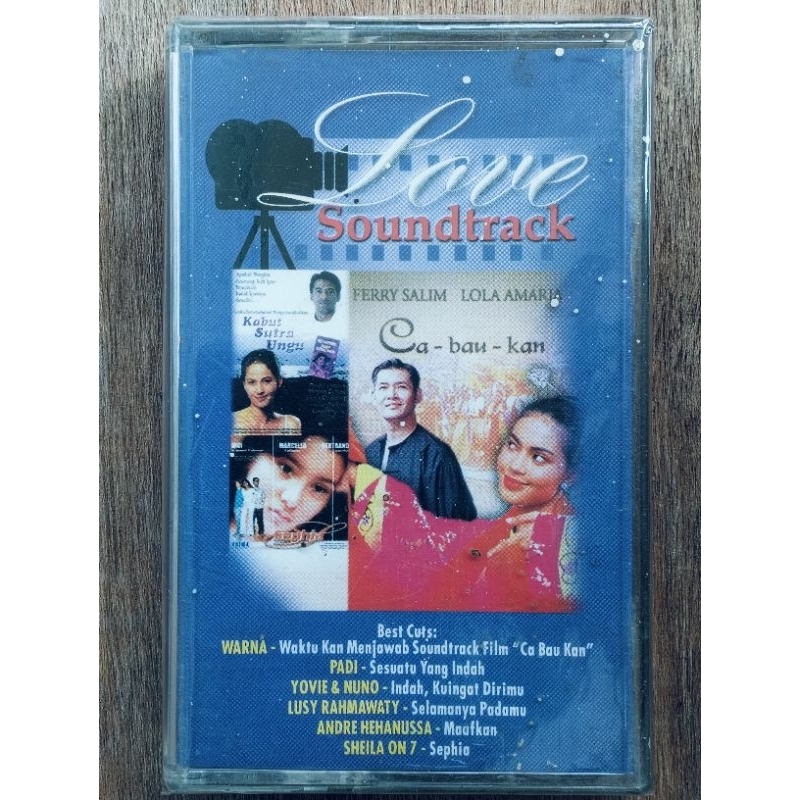 Love
Soundtrack
FERRY SALIM LOLA AMARIA
Ca-bau-kan
Kabut
Sutra
Ungu
MARCELLA
Best Cuts:
WARNA - Waktu Kan Menjawab Soundtrack Film "Ca Bau Kan"
PADI - Sesuatu Yang Indah
YOVIE & NUNO - Indah, Kuingat Dirimu
LUSY RAHMAWATY - Selamanya Padamu
ANDRE HEHANUSSA - Maafkan
SHEILA ON 7 - Sephia